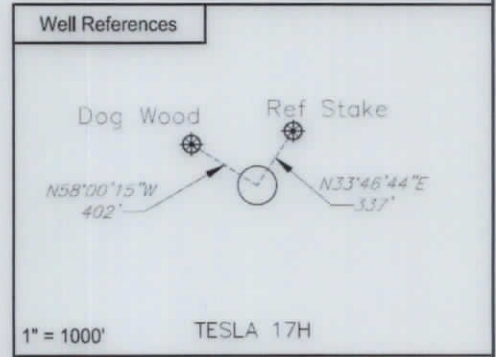 Well References
Dog Wood
Ref Stake
N58°00'15"W
402'
N33°46'44"E
337'
1" = 1000'
TESLA 17H